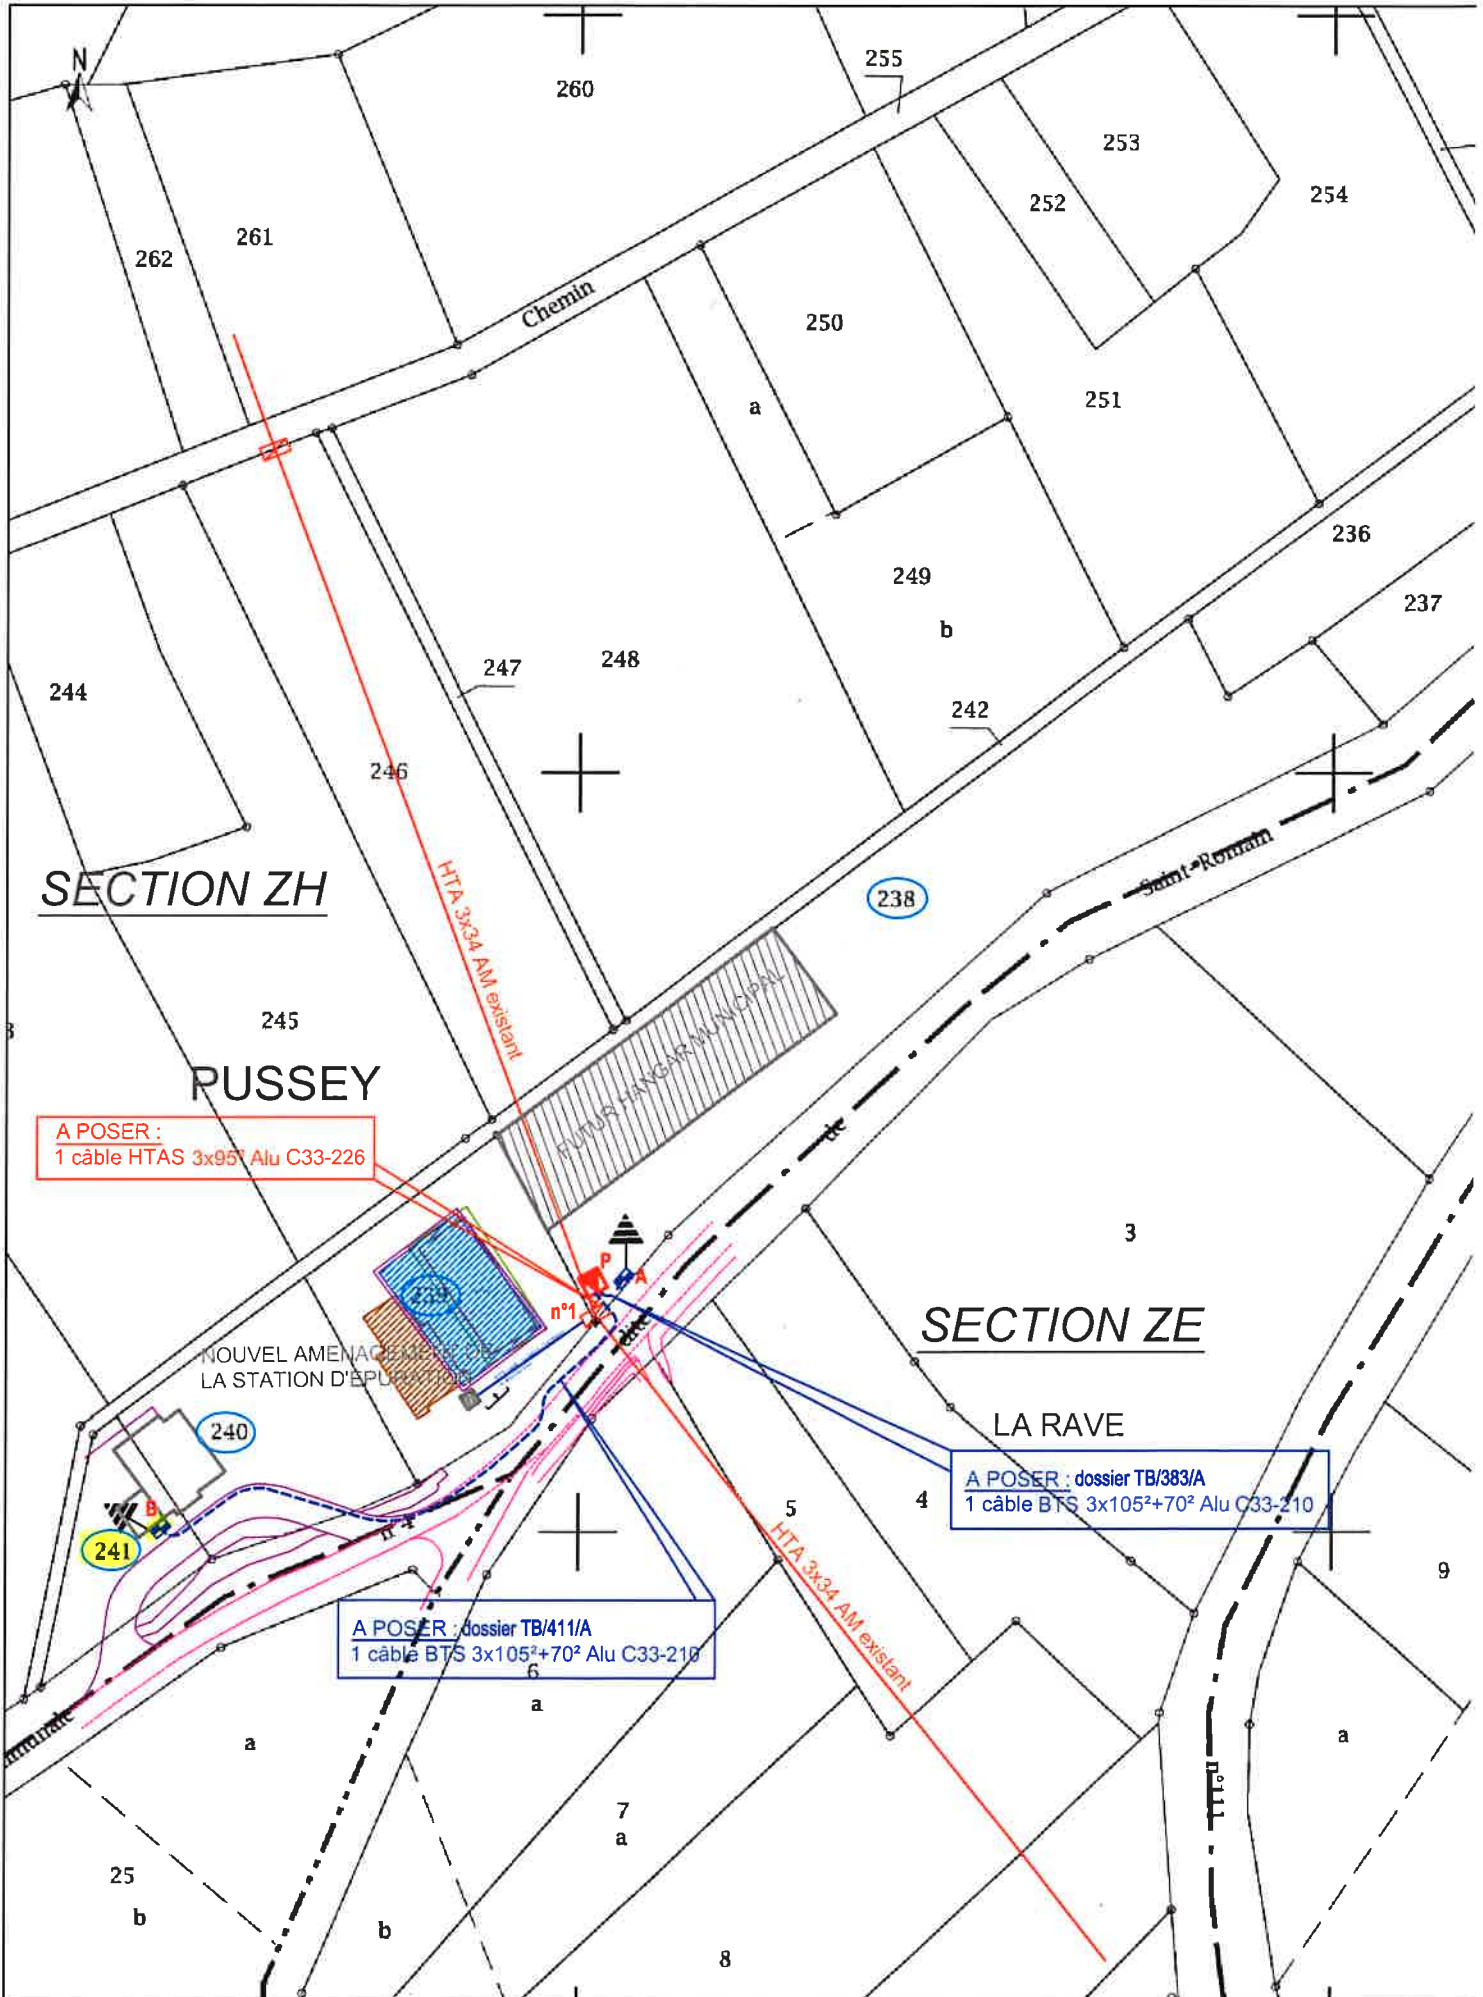 N
255
260
253
252
254
261
262
Chemin
250
a
251
236
249
237
b
247
248
244
242
246
Saint-Romain
SECTION ZH
238
HTA 3x34 AM existant
245
FUTUR HANGAR MUNICIPAL
PUSSEY
A POSER :
1 câble HTAS 3x95² Alu C33-226
de
3
P
A
239
n°1
dite
SECTION ZE
NOUVEL AMENAGEMENT DE
LA STATION D'EPURATION
240
LA RAVE
A POSER : dossier TB/383/A
1 câble BTS 3x105²+70² Alu C33-210
4
5
B
n°4
241
HTA 3x34 AM existant
9
A POSER : dossier TB/411/A
1 câble BTS 3x105²+70² Alu C33-210
6
a
a
a
n°111
7
a
25
b
b
8